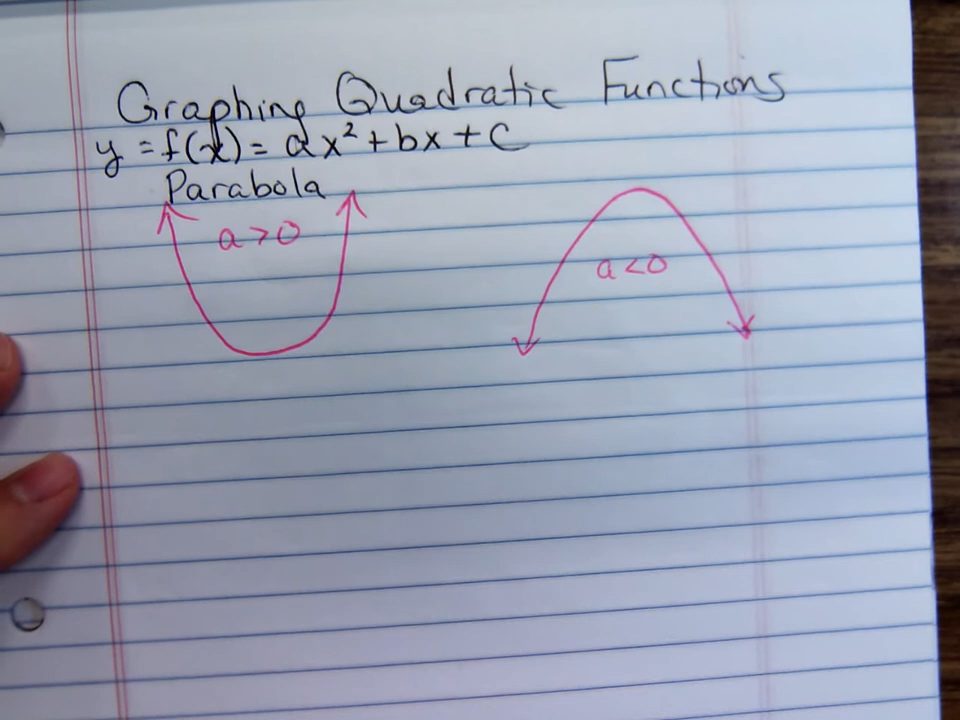 Graphing Quadratic Functions
y = f(x) = ax² + bx + c
Parabola
a > 0
a < 0